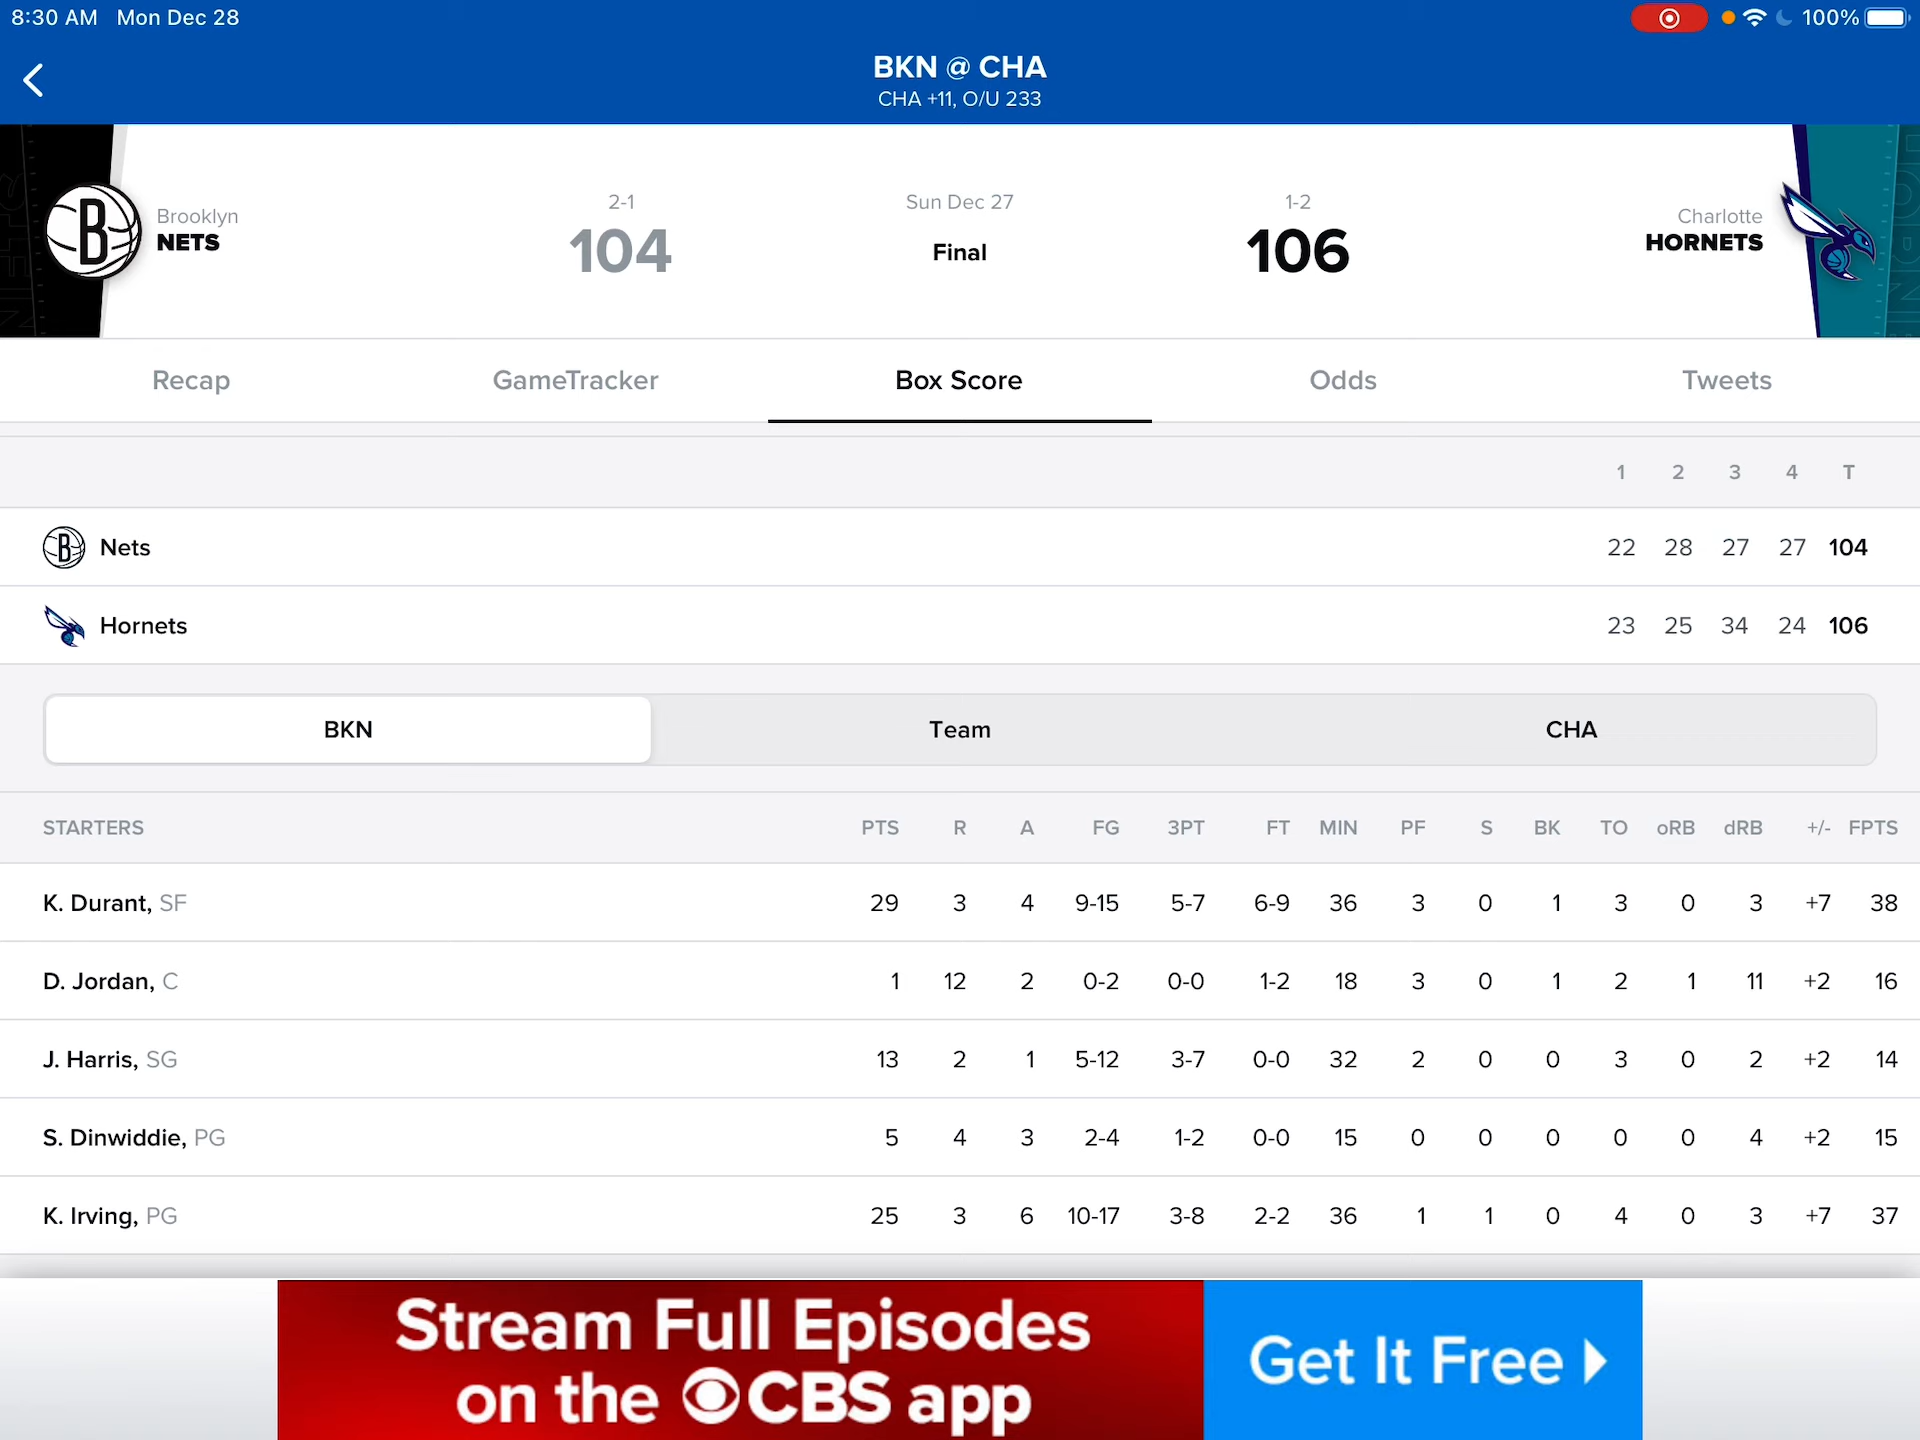 8:30 AM Mon Dec 28 100%
BKN @ CHA
CHA +11, O/U 233
Brooklyn
NETS
2-1
104
Sun Dec 27
Final
1-2
106
Charlotte
HORNETS
Recap GameTracker Box Score Odds Tweets
1 2 3 4 T
B Nets 22 28 27 27 104
Hornets 23 25 34 24 106
BKN Team CHA
STARTERS PTS R A FG 3PT FT MIN PF S BK TO oRB dRB +/- FPTS
K. Durant, SF 29 3 4 9-15 5-7 6-9 36 3 0 1 3 0 3 +7 38
D. Jordan, C 1 12 2 0-2 0-0 1-2 18 3 0 1 2 1 11 +2 16
J. Harris, SG 13 2 1 5-12 3-7 0-0 32 2 0 0 3 0 2 +2 14
S. Dinwiddie, PG 5 4 3 2-4 1-2 0-0 15 0 0 0 0 0 4 +2 15
K. Irving, PG 25 3 6 10-17 3-8 2-2 36 1 1 0 4 0 3 +7 37
Stream Full Episodes
on the CBS app
Get It Free